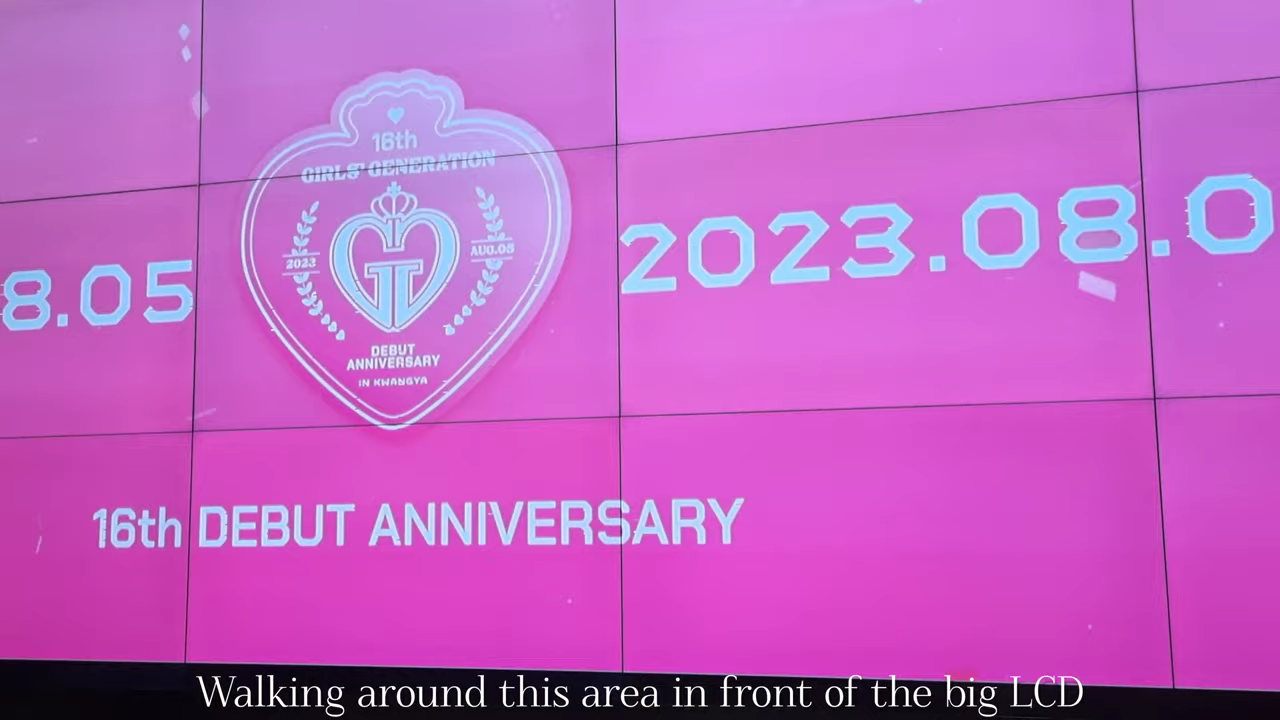 16th
GIRLS' GENERATION
2023
AUG.05
DEBUT
ANNIVERSARY
IN KWANGYA
8.05
2023.08.0
16th DEBUT ANNIVERSARY
Walking around this area in front of the big LCD